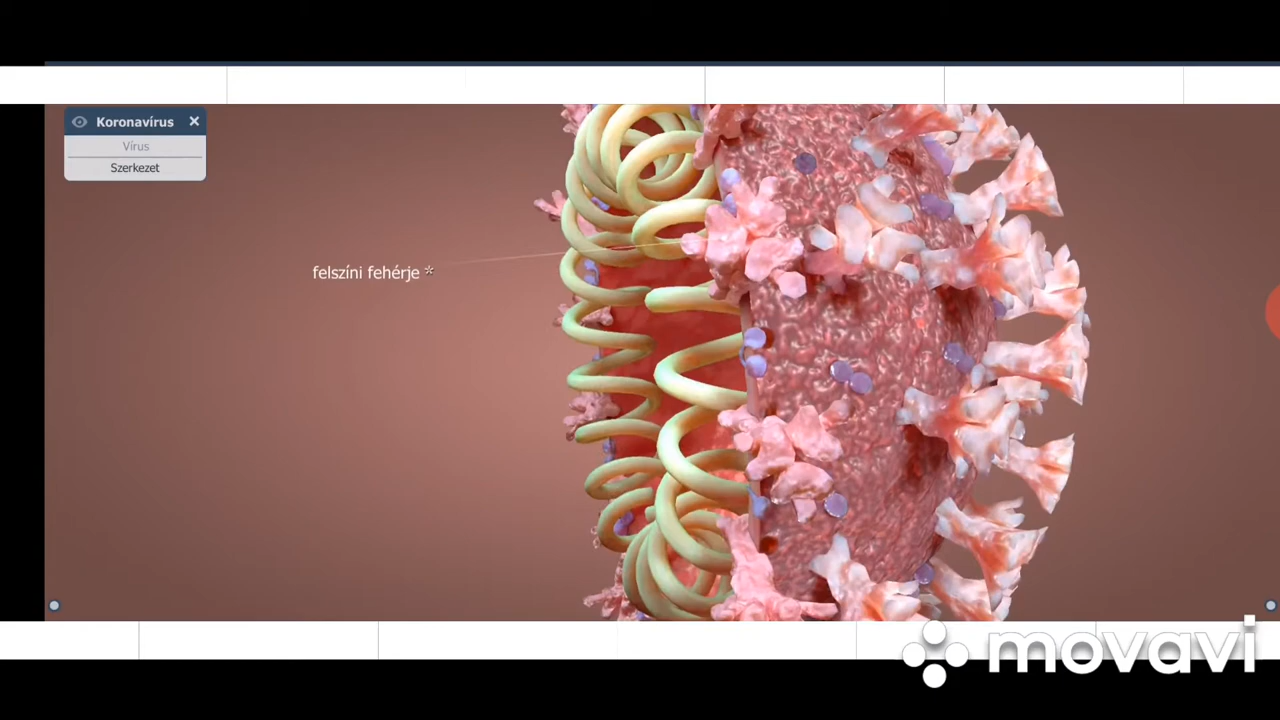 Koronavírus
Vírus
Szerkezet
felszíni fehérje *
movavi